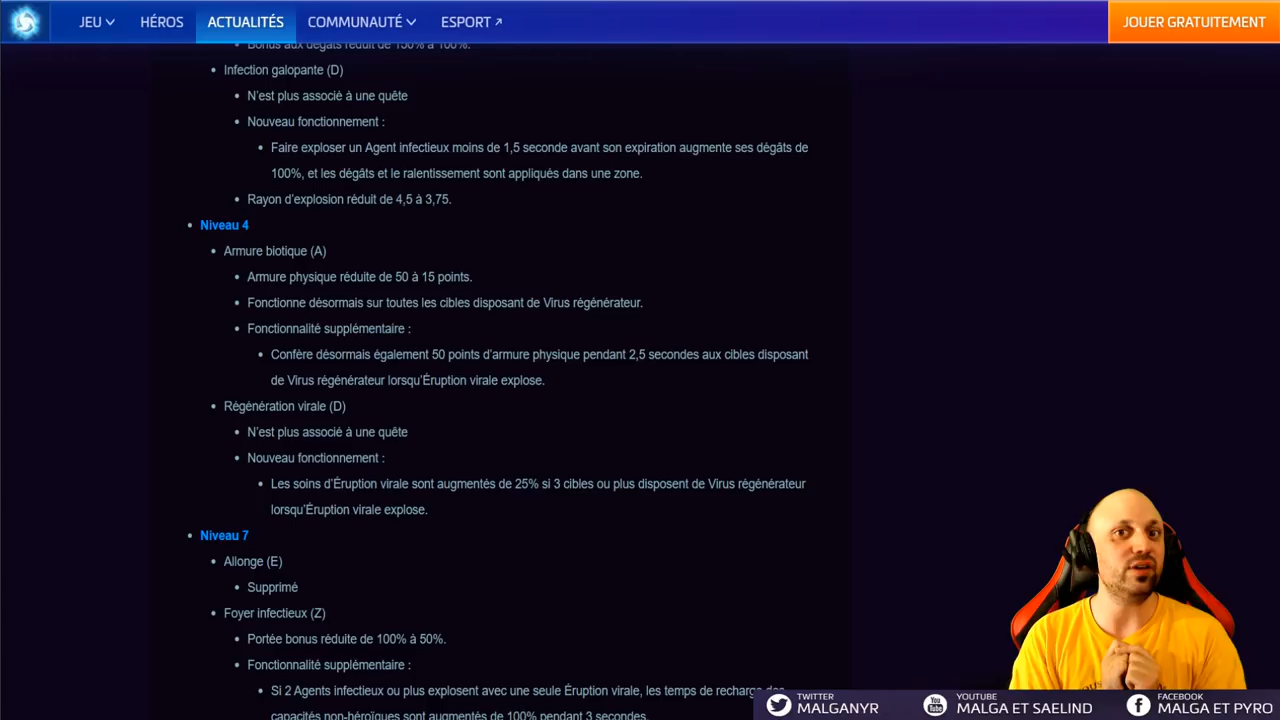 JEU
HÉROS
ACTUALITÉS
COMMUNAUTÉ
ESPORT
JOUER GRATUITEMENT
Bonus aux dégâts réduit de 150% à 100%.
Infection galopante (D)
N'est plus associé à une quête
Nouveau fonctionnement :
Faire exploser un Agent infectieux moins de 1,5 seconde avant son expiration augmente ses dégâts de
100%, et les dégâts et le ralentissement sont appliqués dans une zone.
Rayon d'explosion réduit de 4,5 à 3,75.
Niveau 4
Armure biotique (A)
Armure physique réduite de 50 à 15 points.
Fonctionne désormais sur toutes les cibles disposant de Virus régénérateur.
Fonctionnalité supplémentaire :
Confère désormais également 50 points d'armure physique pendant 2,5 secondes aux cibles disposant
de Virus régénérateur lorsqu'Éruption virale explose.
Régénération virale (D)
N'est plus associé à une quête
Nouveau fonctionnement :
Les soins d'Éruption virale sont augmentés de 25% si 3 cibles ou plus disposent de Virus régénérateur
lorsqu'Éruption virale explose.
Niveau 7
Allonge (E)
Supprimé
Foyer infectieux (Z)
Portée bonus réduite de 100% à 50%.
Fonctionnalité supplémentaire :
Si 2 Agents infectieux ou plus explosent avec une seule Éruption virale, les temps de recharge des
capacités non-héroïques sont augmentés de 100% pendant 3 secondes.
TWITTER
MALGANYR
YOUTUBE
MALGA ET SAELIND
FACEBOOK
MALGA ET PYRO